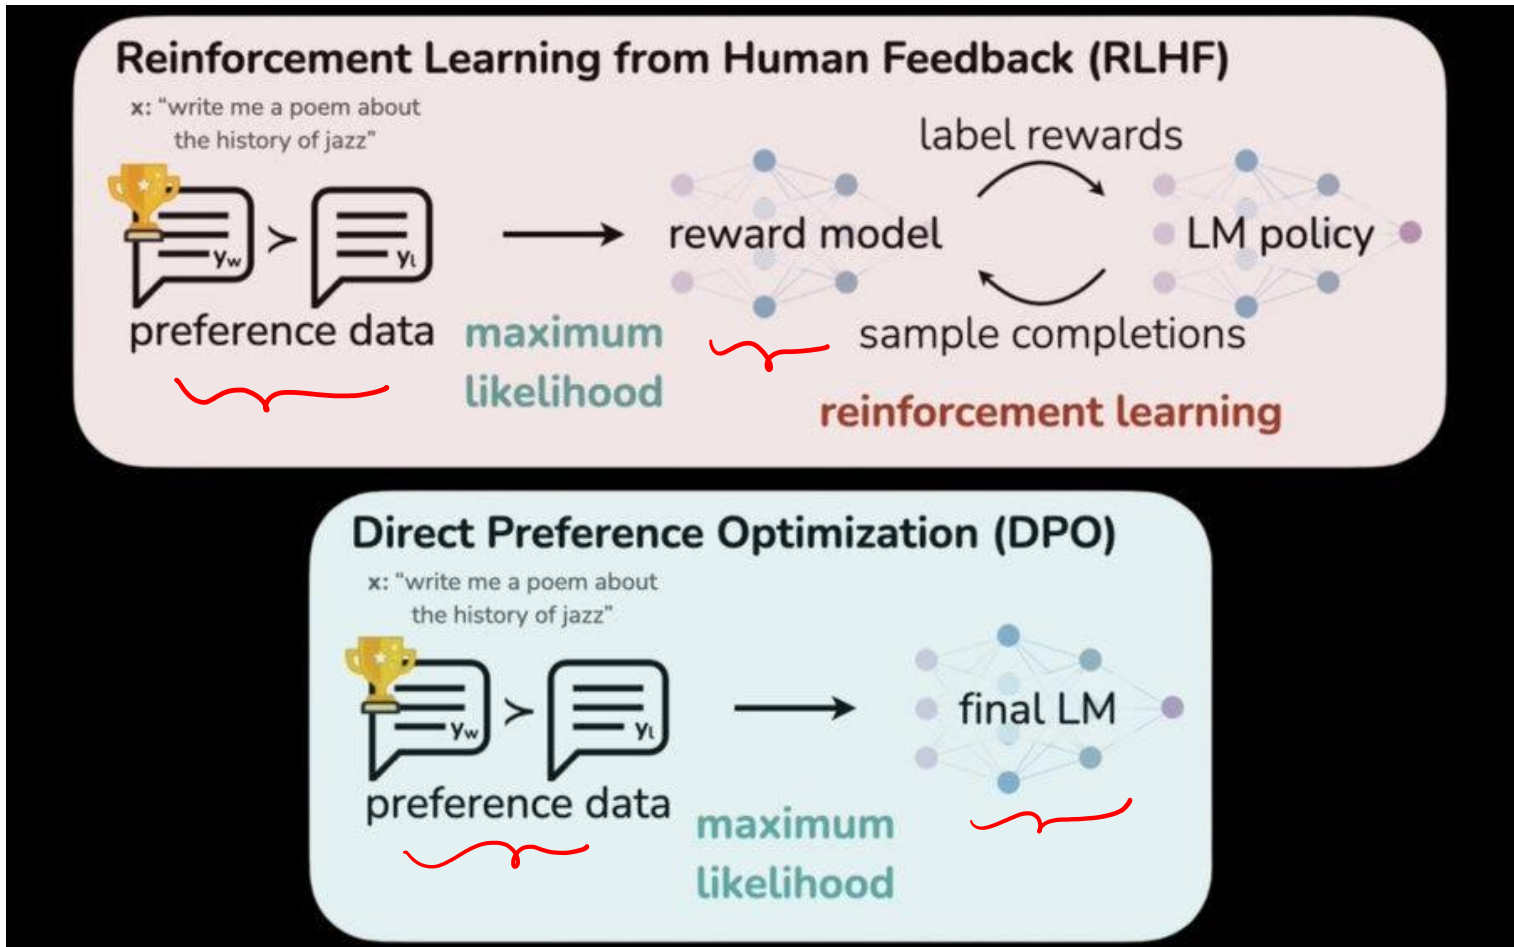 Reinforcement Learning from Human Feedback (RLHF)
x: “write me a poem about
the history of jazz”
label rewards
yw ≻ yl
reward model
LM policy
preference data
maximum
likelihood
sample completions
reinforcement learning
Direct Preference Optimization (DPO)
x: “write me a poem about
the history of jazz”
yw ≻ yl
final LM
preference data
maximum
likelihood